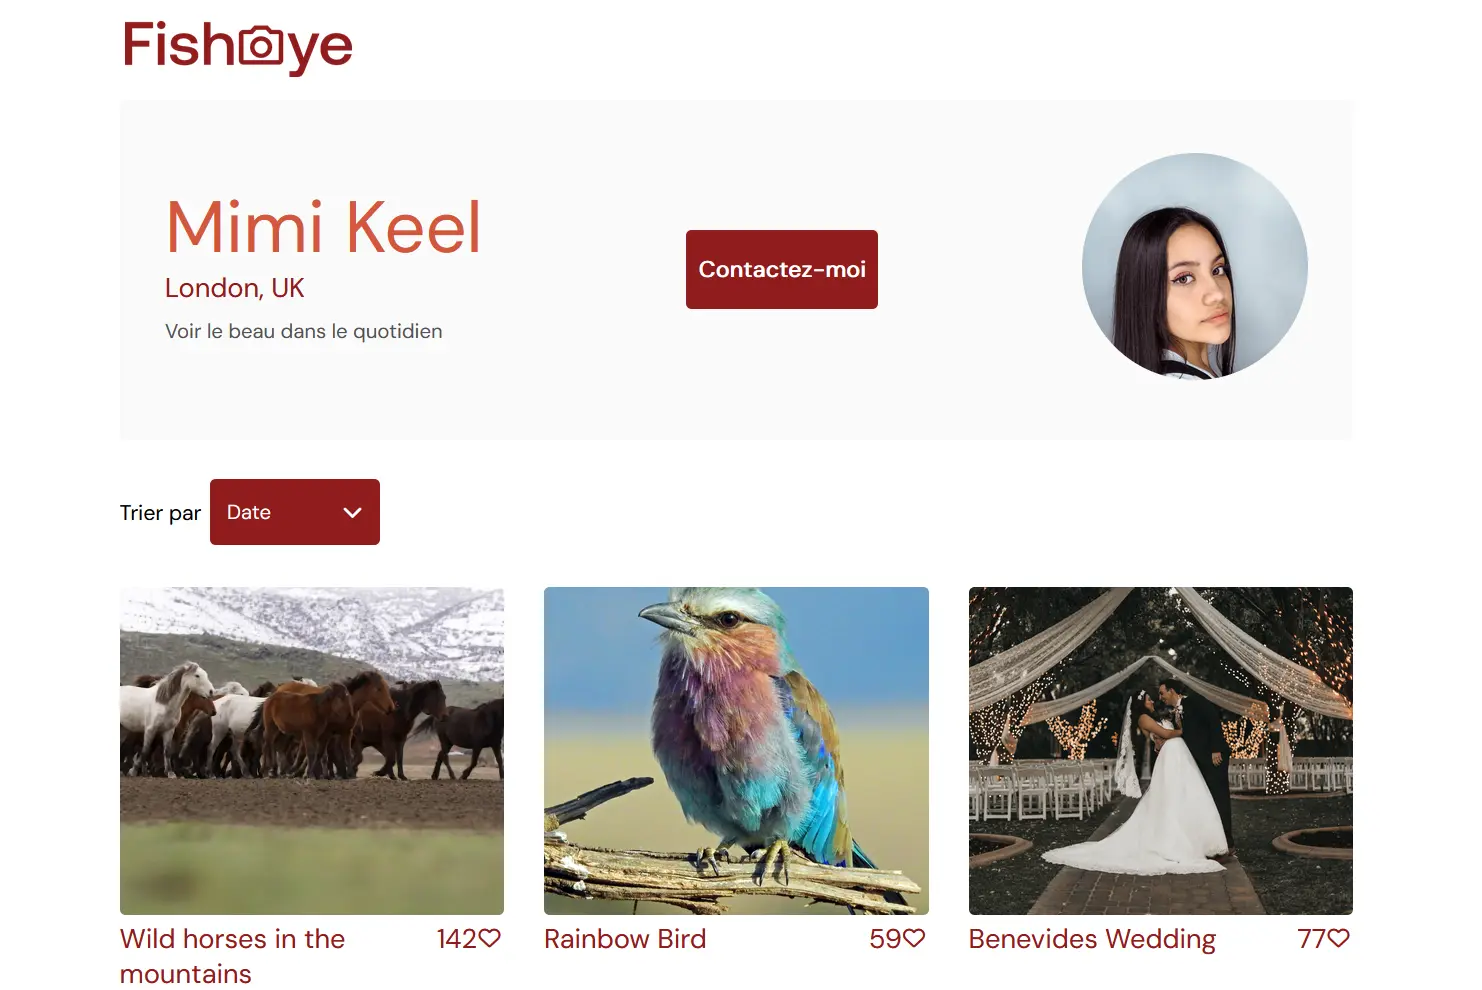 Fisheye
Mimi Keel
London, UK
Voir le beau dans le quotidien
Contactez-moi
Trier par
Date
Wild horses in the
mountains
142
Rainbow Bird
59
Benevides Wedding
77